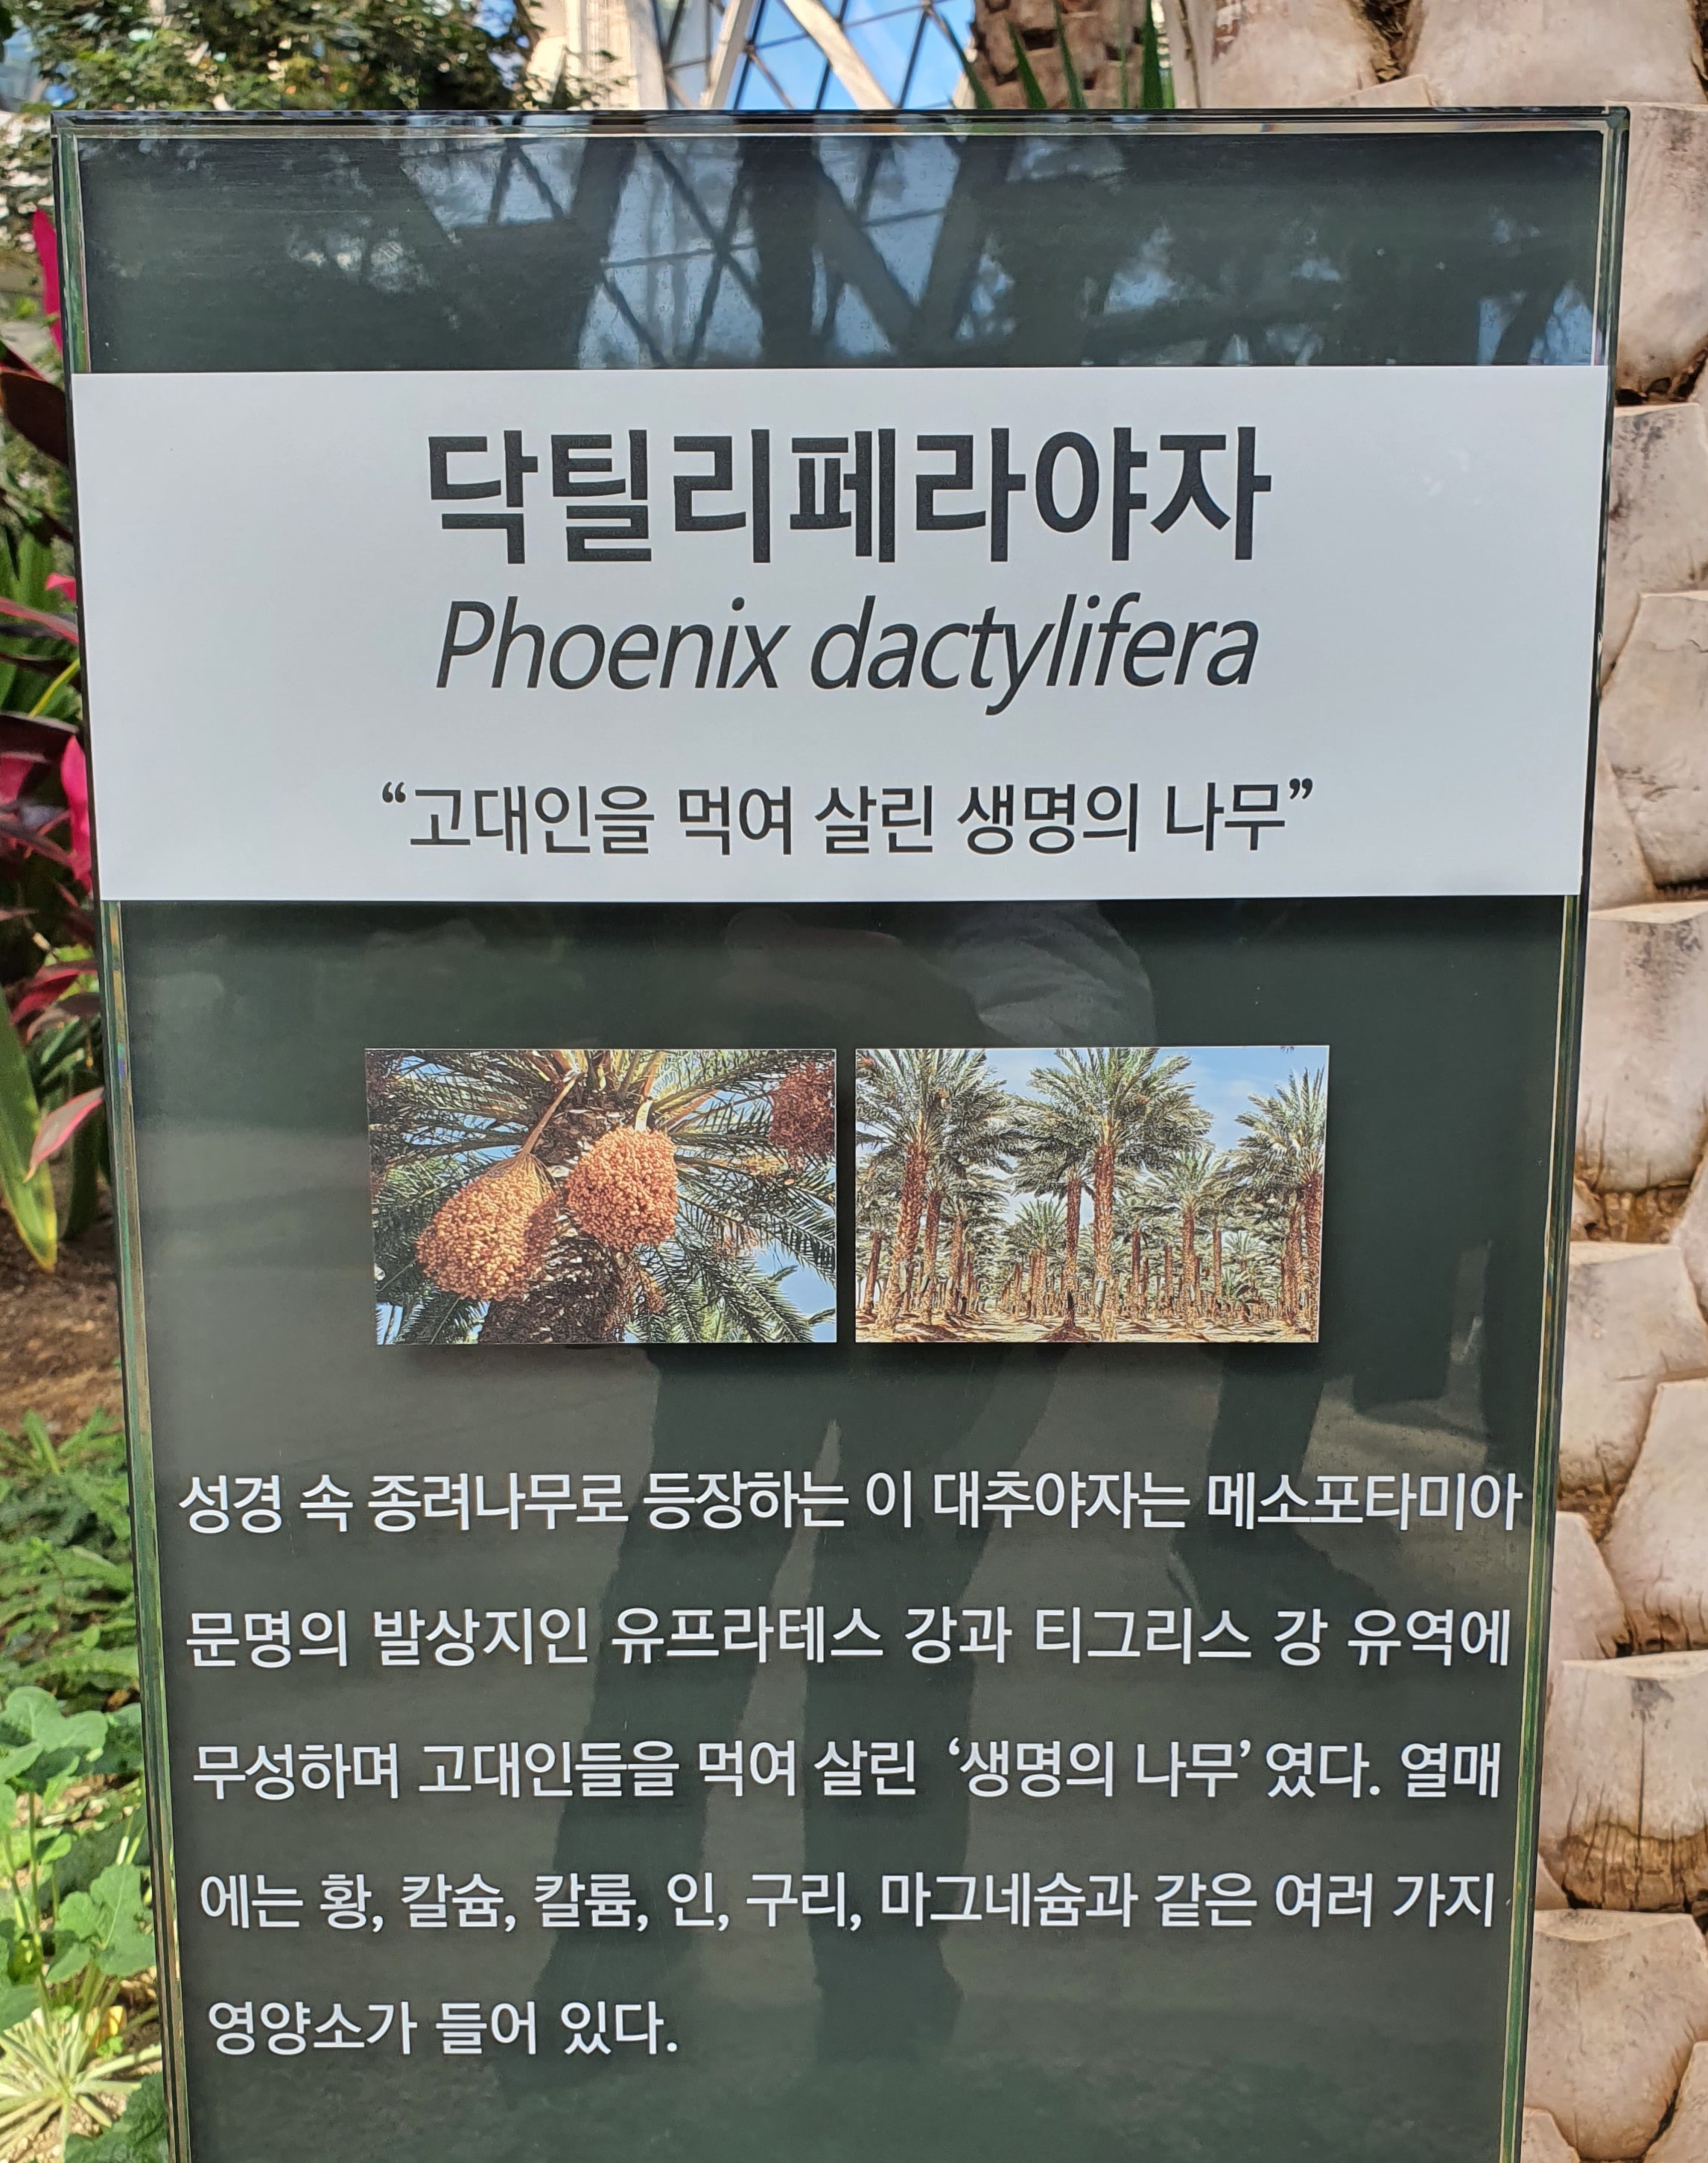 닥틸리페라야자
Phoenix dactylifera
“고대인을 먹여 살린 생명의 나무”
성경 속 종려나무로 등장하는 이 대추야자는 메소포타미아
문명의 발상지인 유프라테스 강과 티그리스 강 유역에
무성하며 고대인들을 먹여 살린 ‘생명의 나무’였다. 열매
에는 황, 칼슘, 칼륨, 인, 구리, 마그네슘과 같은 여러 가지
영양소가 들어 있다.